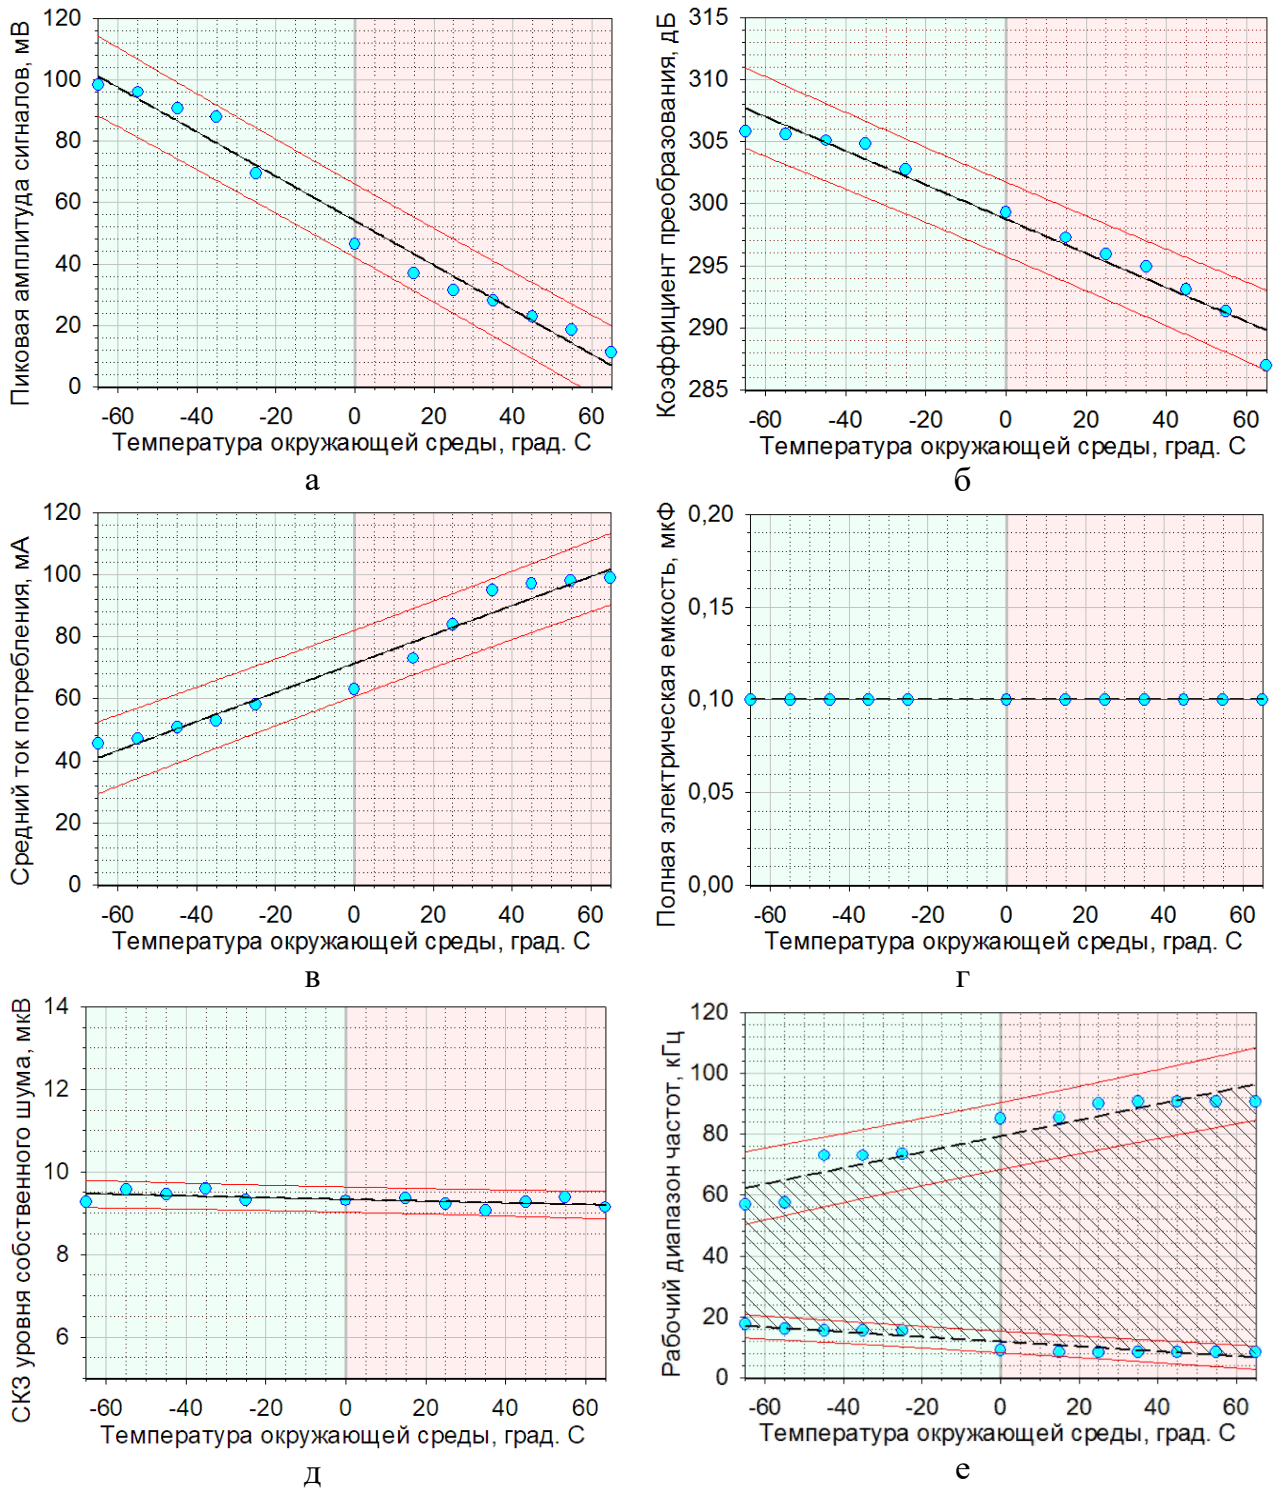 Пиковая амплитуда сигналов, мВ
120
100
80
60
40
20
0
-60 -40 -20 0 20 40 60
Температура окружающей среды, град. С
а
Коэффициент преобразования, дБ
315
310
305
300
295
290
285
-60 -40 -20 0 20 40 60
Температура окружающей среды, град. С
б
Средний ток потребления, мА
120
100
80
60
40
20
0
-60 -40 -20 0 20 40 60
Температура окружающей среды, град. С
в
Полная электрическая емкость, мкФ
0,20
0,15
0,10
0,05
0,00
-60 -40 -20 0 20 40 60
Температура окружающей среды, град. С
г
СКЗ уровня собственного шума, мкВ
14
12
10
8
6
-60 -40 -20 0 20 40 60
Температура окружающей среды, град. С
д
Рабочий диапазон частот, кГц
120
100
80
60
40
20
0
-60 -40 -20 0 20 40 60
Температура окружающей среды, град. С
е